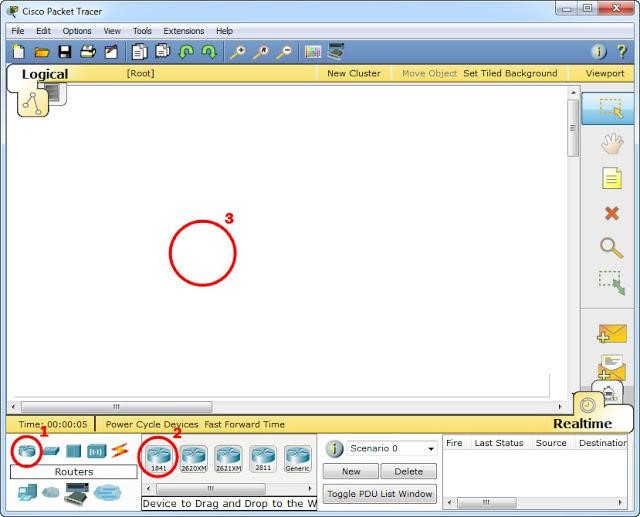 Cisco Packet Tracer
File Edit Options View Tools Extensions Help
Logical [Root] New Cluster Move Object Set Tiled Background Viewport
3
Time: 00:00:05 Power Cycle Devices Fast Forward Time Realtime
1
2
1841 2620XM 2621XM 2811 Generic
Routers
Device to Drag and Drop to the W
Scenario 0
New Delete
Toggle PDU List Window
Fire Last Status Source Destination